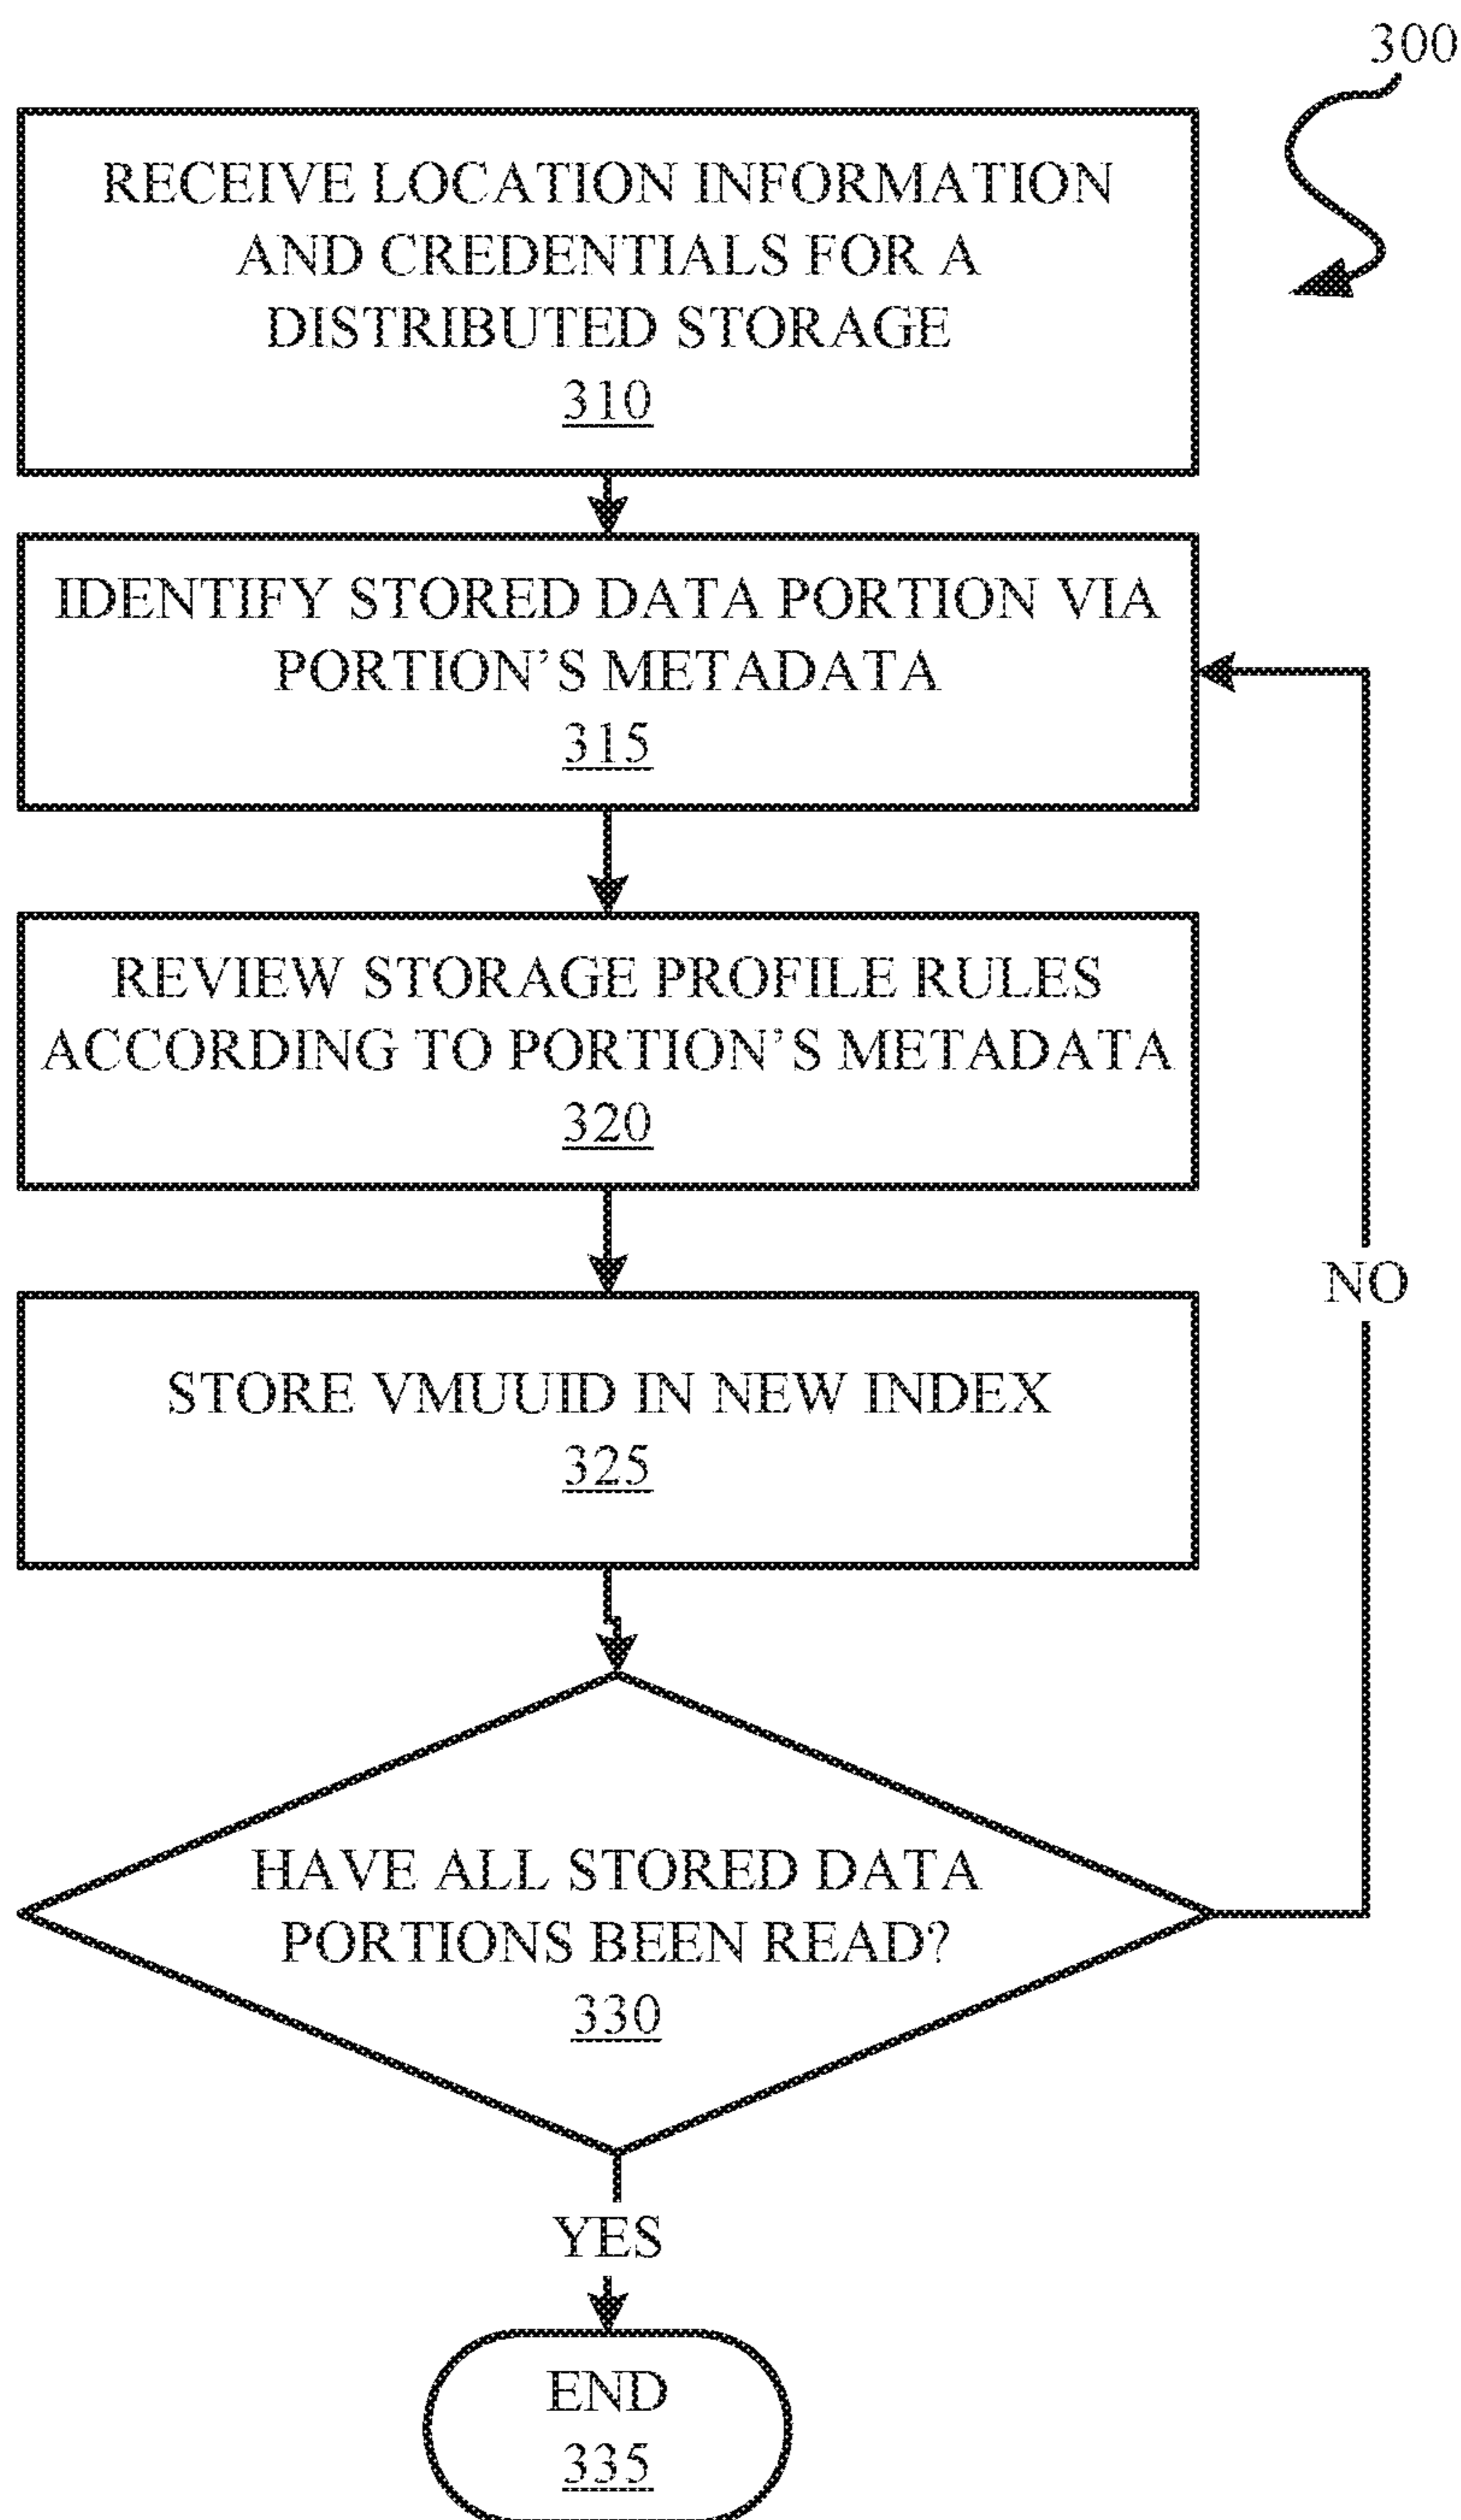 300
RECEIVE LOCATION INFORMATION
AND CREDENTIALS FOR A
DISTRIBUTED STORAGE
310
IDENTIFY STORED DATA PORTION VIA
PORTION'S METADATA
315
REVIEW STORAGE PROFILE RULES
ACCORDING TO PORTION'S METADATA
320
STORE VMUUID IN NEW INDEX
325
NO
HAVE ALL STORED DATA
PORTIONS BEEN READ?
330
YES
END
335